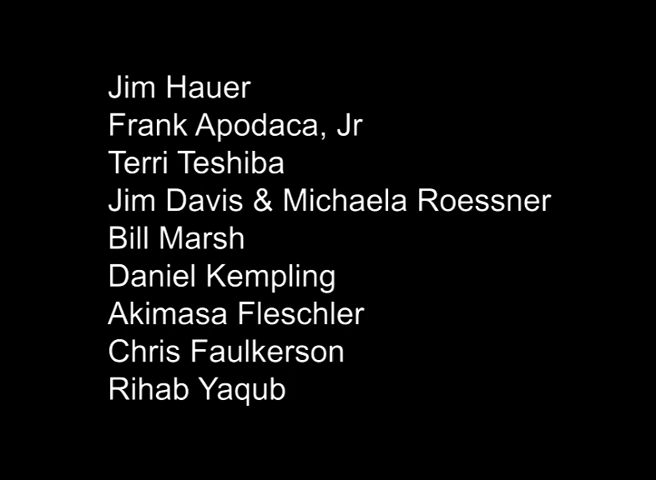 Jim Hauer
Frank Apodaca, Jr
Terri Teshiba
Jim Davis & Michaela Roessner
Bill Marsh
Daniel Kempling
Akimasa Fleschler
Chris Faulkerson
Rihab Yaqub